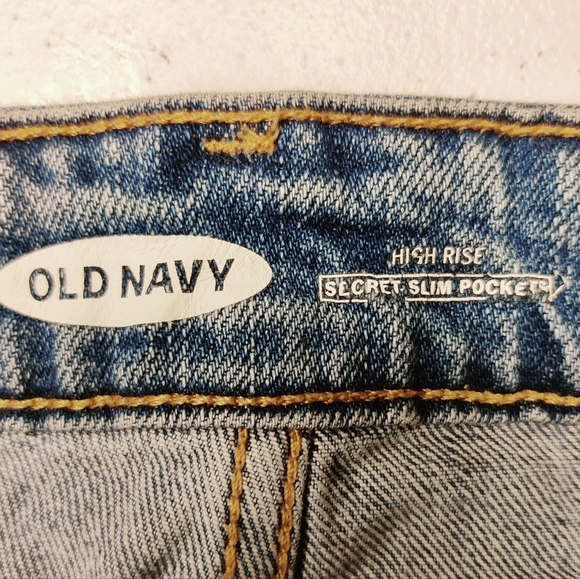 OLD NAVY
HIGH RISE
SECRET SLIM POCKETS